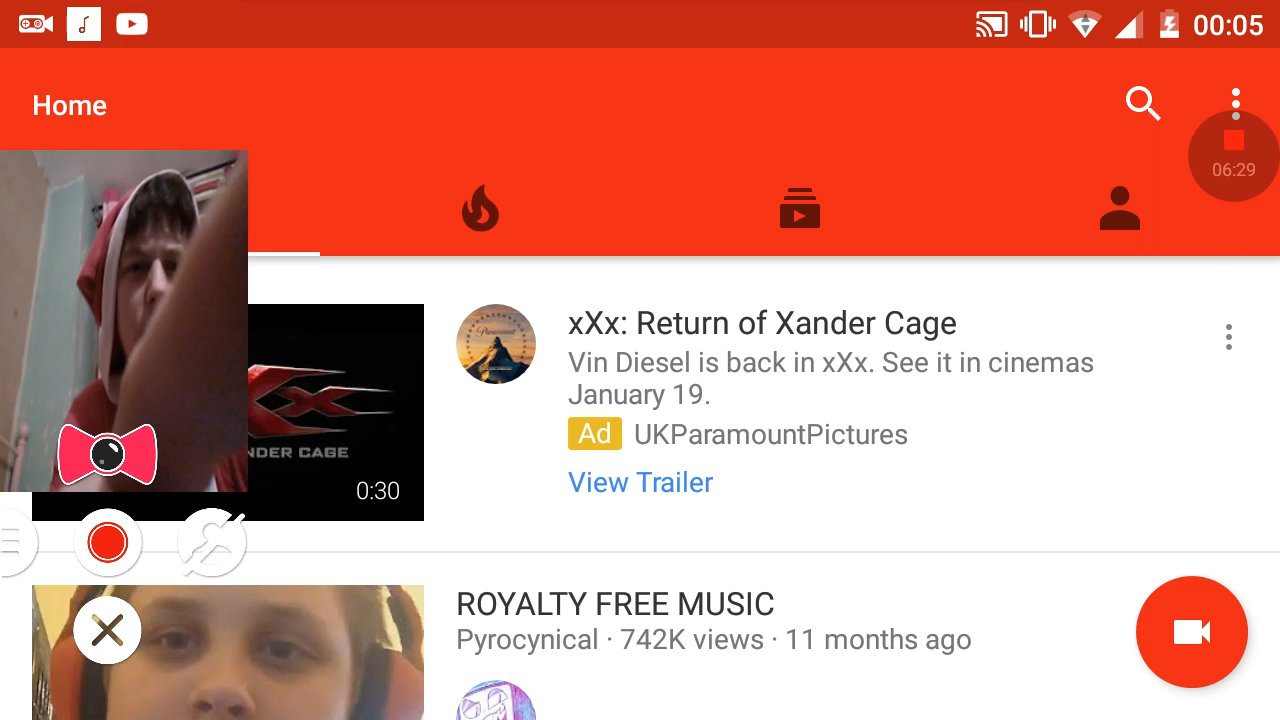 00:05
Home
06:29
xXx: Return of Xander Cage
Vin Diesel is back in xXx. See it in cinemas
January 19.
Ad UKParamountPictures
View Trailer
NDER CAGE
0:30
ROYALTY FREE MUSIC
Pyrocynical · 742K views · 11 months ago